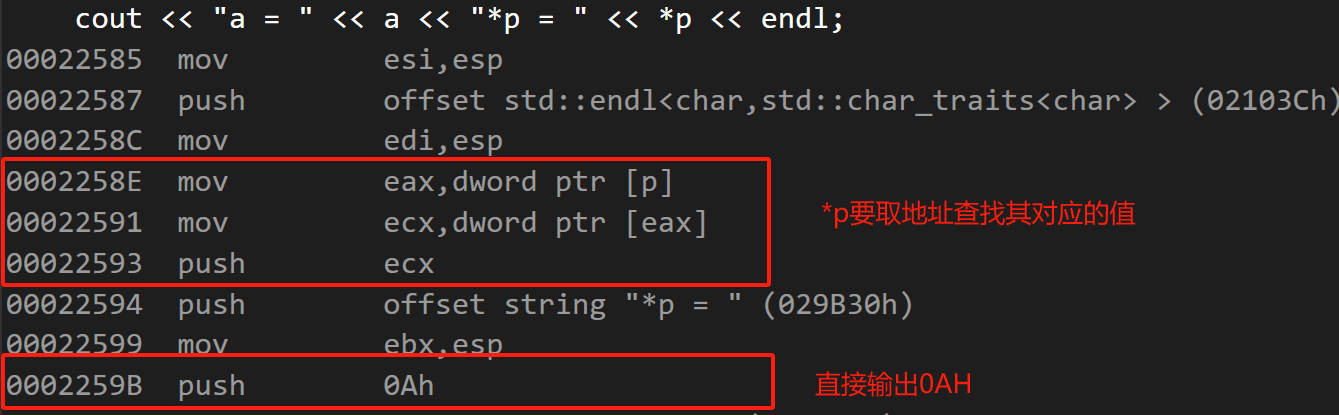 cout << "a = " << a << "*p = " << *p << endl;
00022585 mov esi,esp
00022587 push offset std::endl<char,std::char_traits<char> > (02103Ch)
0002258C mov edi,esp
0002258E mov eax,dword ptr [p]
00022591 mov ecx,dword ptr [eax]
*p要取地址查找其对应的值
00022593 push ecx
00022594 push offset string "*p = " (029B30h)
00022599 mov ebx,esp
0002259B push 0Ah
直接输出0AH